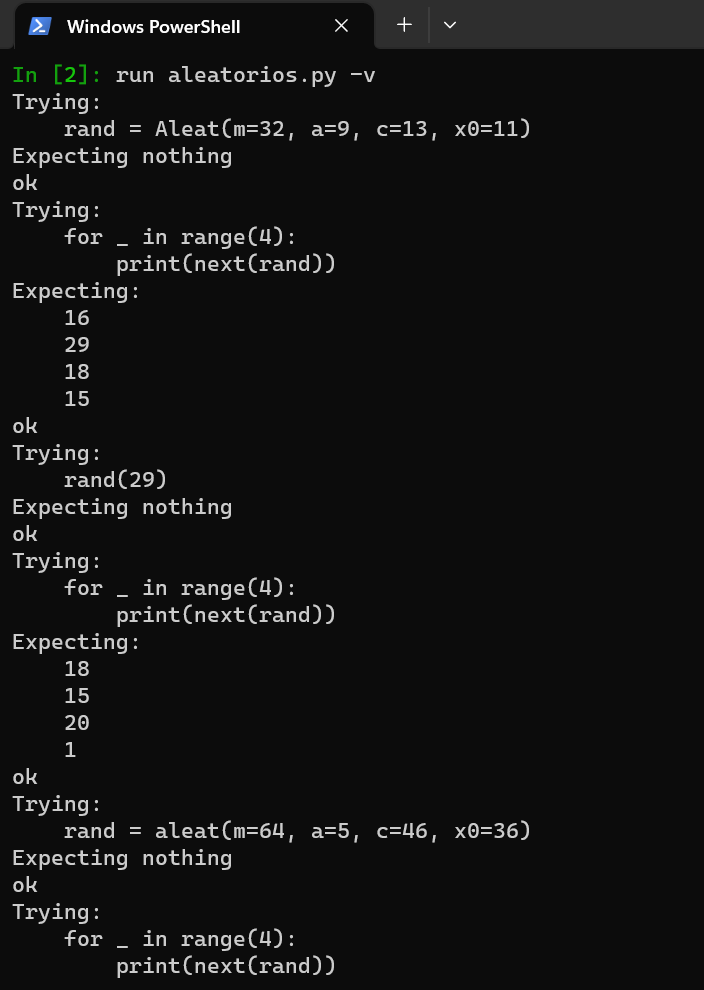 Windows PowerShell
In [2]: run aleatorios.py -v
Trying:
    rand = Aleat(m=32, a=9, c=13, x0=11)
Expecting nothing
ok
Trying:
    for _ in range(4):
        print(next(rand))
Expecting:
    16
    29
    18
    15
ok
Trying:
    rand(29)
Expecting nothing
ok
Trying:
    for _ in range(4):
        print(next(rand))
Expecting:
    18
    15
    20
    1
ok
Trying:
    rand = aleat(m=64, a=5, c=46, x0=36)
Expecting nothing
ok
Trying:
    for _ in range(4):
        print(next(rand))